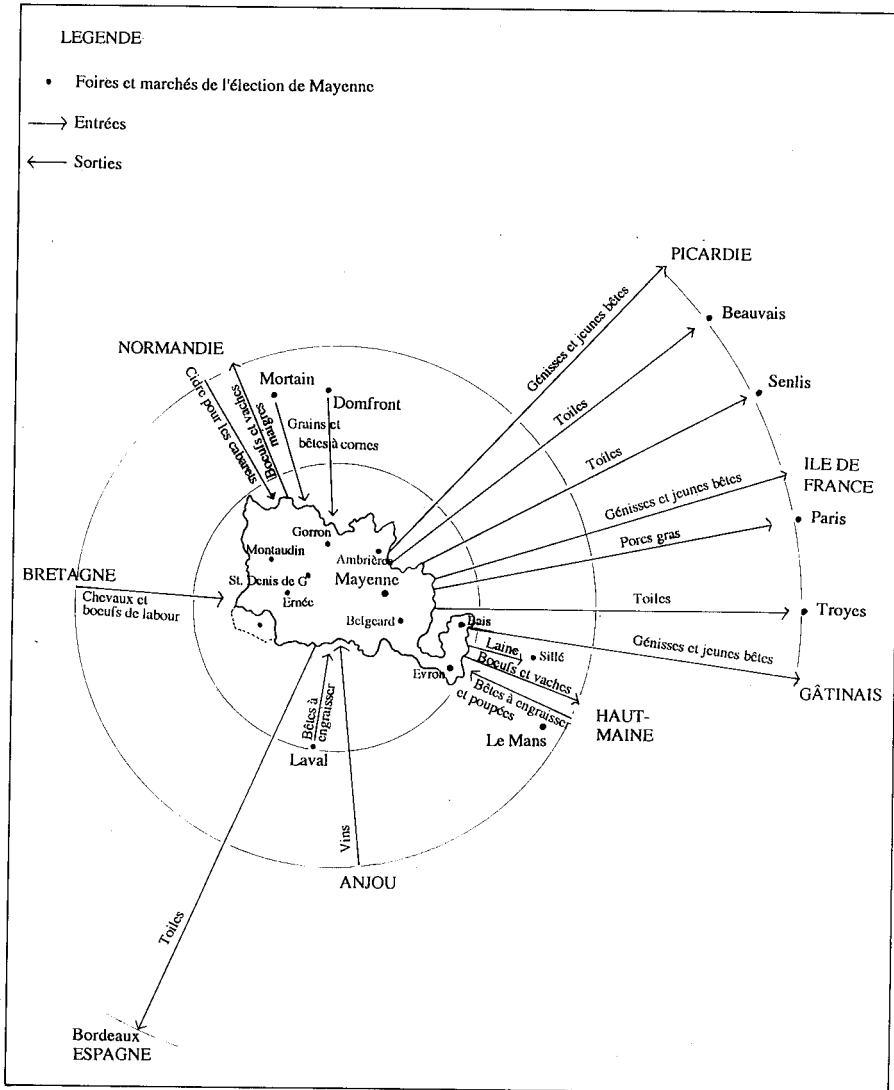 LEGENDE
Foires et marchés de l'élection de Mayenne
Entrées
Sorties
PICARDIE
Beauvais
Senlis
ILE DE
FRANCE
Paris
Troyes
GÂTINAIS
Génisses et jeunes bêtes
Toiles
Toiles
Génisses et jeunes bêtes
Porcs gras
Toiles
Génisses et jeunes bêtes
NORMANDIE
Cidre pour les cabarets
Boeufs et vaches
maigres
Mortain
Domfront
Grains et
bêtes à cornes
Gorron
Ambrières
Montaudin
Mayenne
St. Denis de G
Ernée
Belgeard
Bais
Evron
BRETAGNE
Chevaux et
boeufs de labour
Laine
Sillé
Boeufs et vaches
Bêtes à engraisser
et poupées
HAUT-
MAINE
Le Mans
Bêtes à
engraisser
Laval
Vins
ANJOU
Toiles
Bordeaux
ESPAGNE